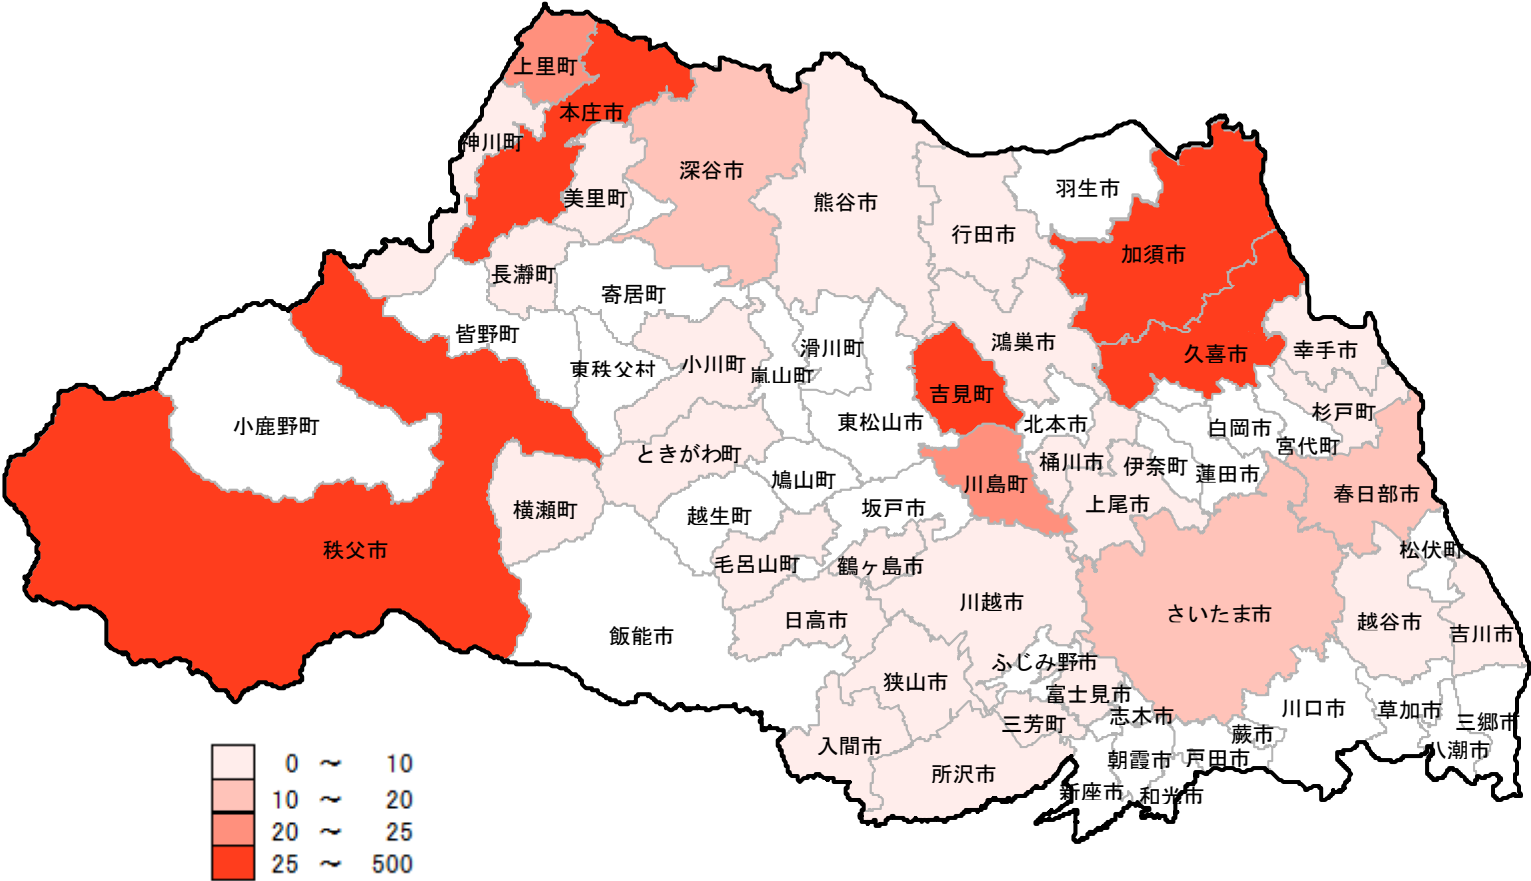 上里町
本庄市
神川町
深谷市
美里町
熊谷市
羽生市
行田市
加須市
長瀞町
寄居町
皆野町
滑川町
鴻巣市
久喜市
幸手市
東秩父村
小川町
嵐山町
吉見町
小鹿野町
東松山市
北本市
白岡市
杉戸町
宮代町
ときがわ町
桶川市
伊奈町
蓮田市
鳩山町
川島町
春日部市
横瀬町
越生町
坂戸市
上尾市
秩父市
松伏町
毛呂山町
鶴ヶ島市
川越市
日高市
さいたま市
越谷市
吉川市
飯能市
ふじみ野市
狭山市
富士見市
志木市
川口市
草加市
三郷市
三芳町
蕨市
入間市
朝霞市
戸田市
八潮市
所沢市
新座市
和光市
0 ～ 10
10 ～ 20
20 ～ 25
25 ～ 500